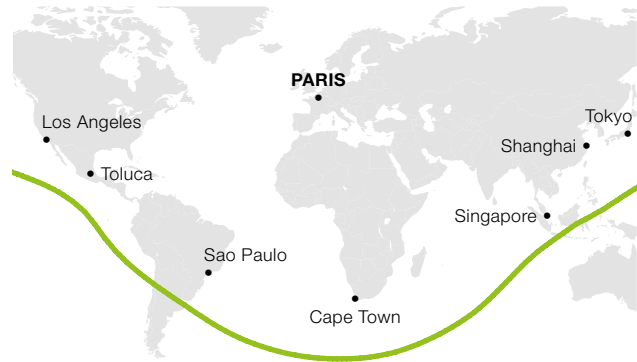 PARIS
Los Angeles
Tokyo
Shanghai
Toluca
Singapore
Sao Paulo
Cape Town